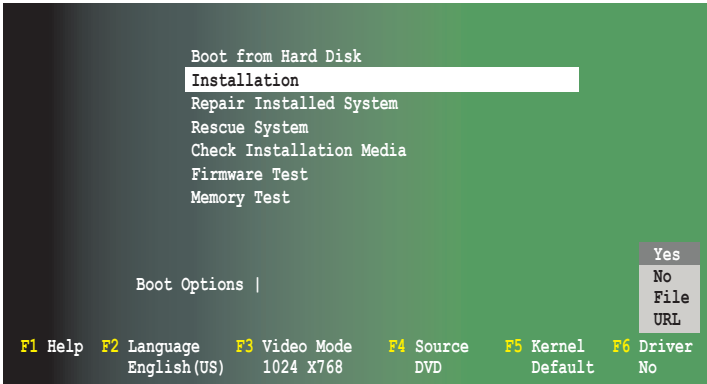 Boot from Hard Disk
Installation
Repair Installed System
Rescue System
Check Installation Media
Firmware Test
Memory Test
Boot Options |
Yes
No
File
URL
F1 Help F2 Language F3 Video Mode F4 Source F5 Kernel F6 Driver
English(US) 1024 X768 DVD Default No